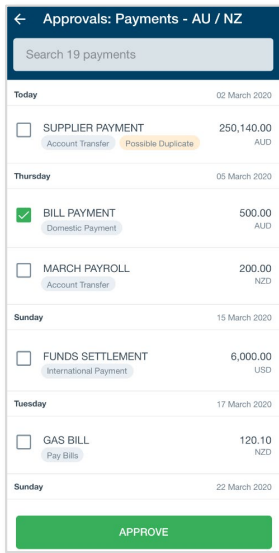 Approvals: Payments - AU / NZ
Search 19 payments
Today 02 March 2020
SUPPLIER PAYMENT 250,140.00
Account Transfer Possible Duplicate AUD
Thursday 05 March 2020
BILL PAYMENT 500.00
Domestic Payment AUD
MARCH PAYROLL 200.00
Account Transfer NZD
Sunday 15 March 2020
FUNDS SETTLEMENT 6,000.00
International Payment USD
Tuesday 17 March 2020
GAS BILL 120.10
Pay Bills NZD
Sunday 22 March 2020
APPROVE